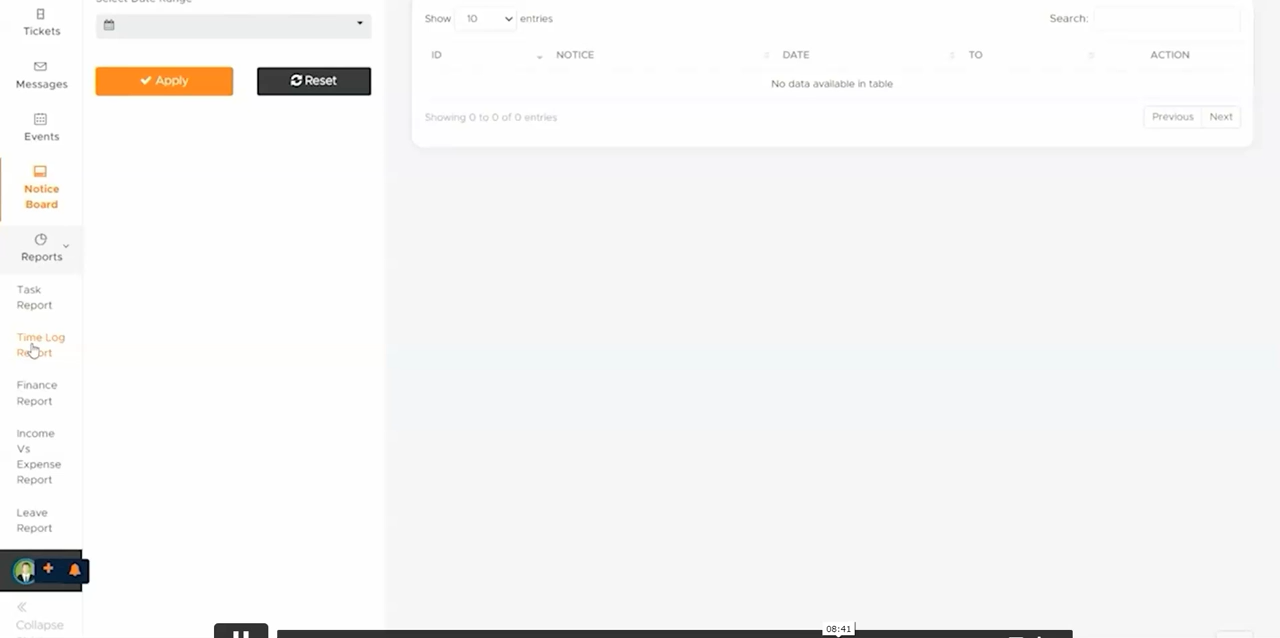 Select Date Range
Show 10 entries
Search:
Tickets
ID NOTICE DATE TO ACTION
Messages
Apply Reset
No data available in table
Showing 0 to 0 of 0 entries
Previous Next
Events
Notice
Board
Reports
Task
Report
Time Log
Report
Finance
Report
Income
Vs
Expense
Report
Leave
Report
Collapse
08:41